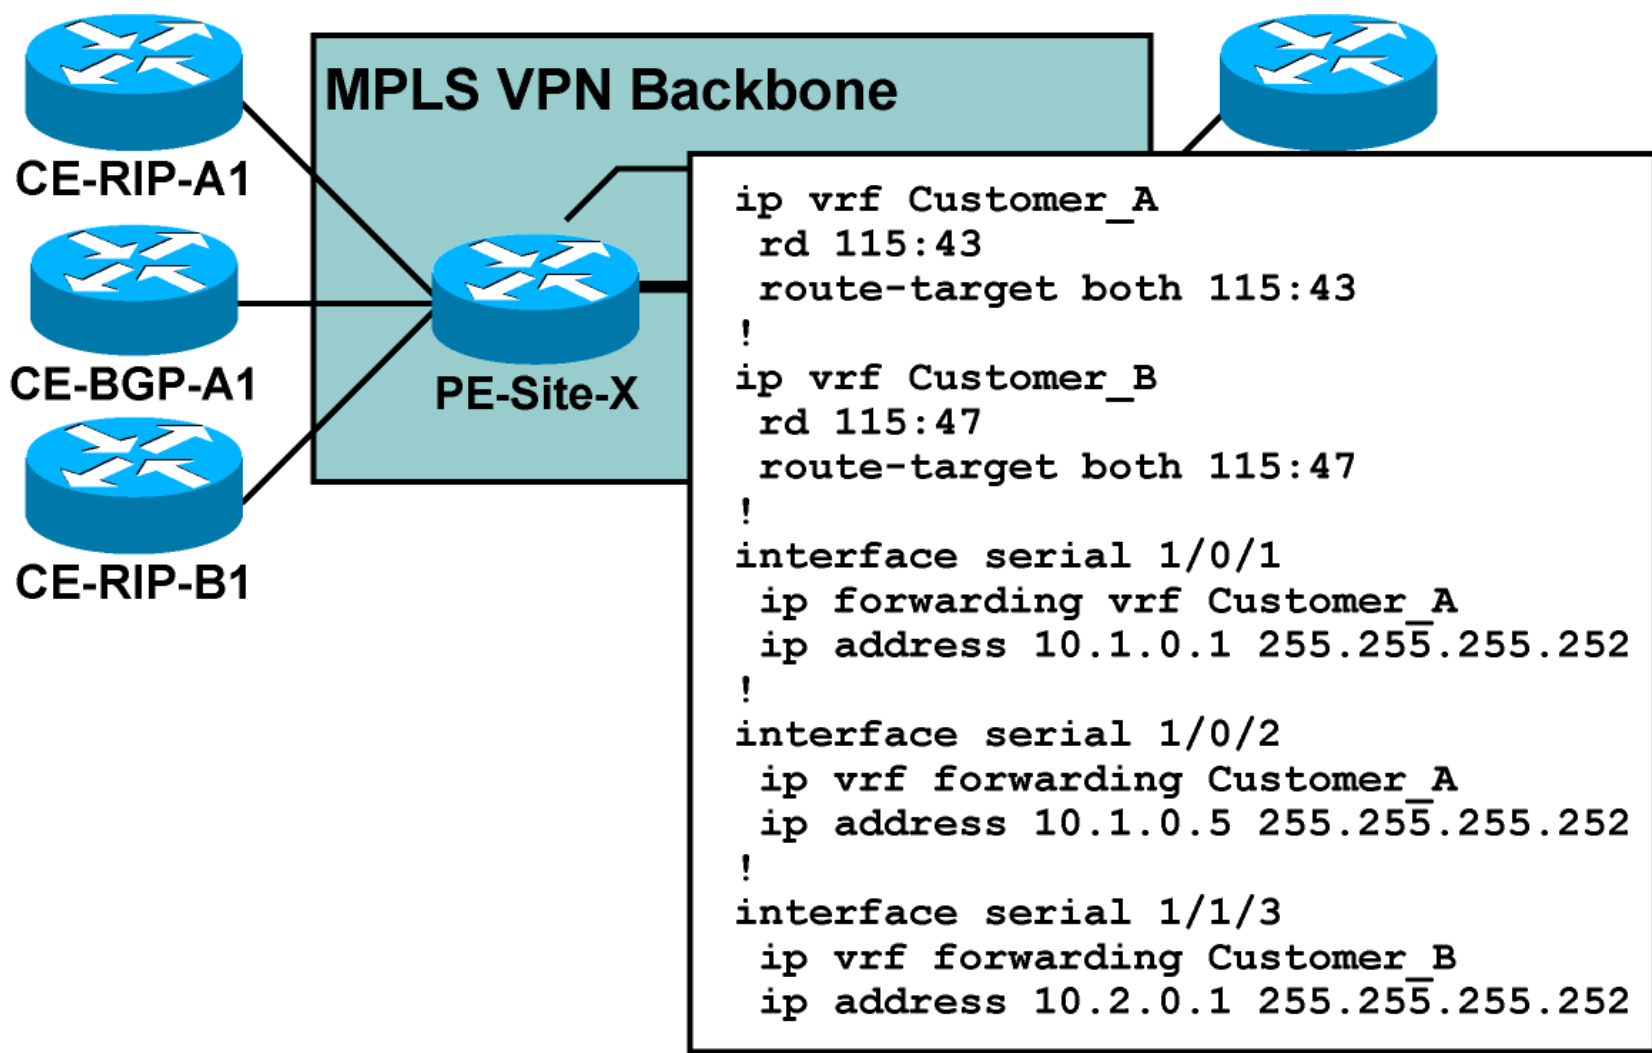 MPLS VPN Backbone
CE-RIP-A1
CE-BGP-A1
CE-RIP-B1
PE-Site-X
ip vrf Customer_A
 rd 115:43
 route-target both 115:43
!
ip vrf Customer_B
 rd 115:47
 route-target both 115:47
!
interface serial 1/0/1
 ip forwarding vrf Customer_A
 ip address 10.1.0.1 255.255.255.252
!
interface serial 1/0/2
 ip vrf forwarding Customer_A
 ip address 10.1.0.5 255.255.255.252
!
interface serial 1/1/3
 ip vrf forwarding Customer_B
 ip address 10.2.0.1 255.255.255.252